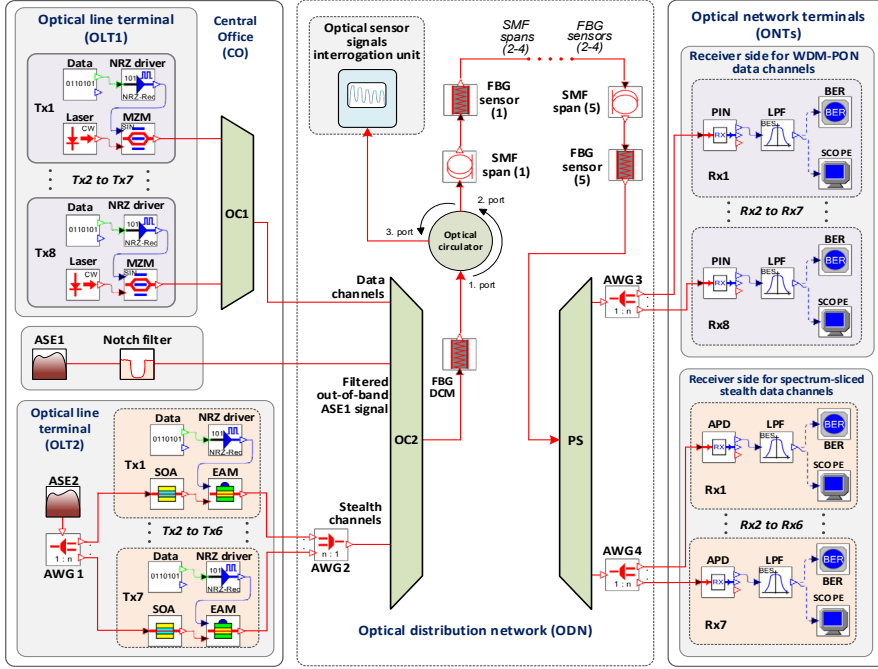 Optical line terminal
(OLT1)
Central
Office
(CO)
Data
NRZ driver
0110101
101
NRZ-Rec
Tx1
Laser
MZM
CW
SIN
Tx2 to Tx7
Data
NRZ driver
0110101
101
NRZ-Rec
Tx8
Laser
MZM
CW
SIN
OC1
ASE1
Notch filter
Optical line
terminal
(OLT2)
Data
NRZ driver
Tx1
0110101
101
NRZ-Rec
SOA
EAM
ASE2
1 : n
AWG 1
Tx2 to Tx6
Data
NRZ driver
0110101
101
NRZ-Rec
Tx7
SOA
EAM
n : 1
AWG2
Optical sensor
signals
interrogation unit
SMF
spans
(2-4)
FBG
sensors
(2-4)
FBG
sensor
(1)
SMF
span (1)
SMF
span
(5)
FBG
sensor
(5)
2. port
3. port
Optical
circulator
1. port
Data
channels
Filtered
out-of-band
ASE1 signal
FBG
DCM
OC2
Stealth
channels
PS
Optical distribution network (ODN)
AWG3
1 : n
AWG4
1 : n
Optical network terminals
(ONTs)
Receiver side for WDM-PON
data channels
BER
PIN
LPF
RX
BES
BER
SCOPE
Rx1
Rx2 to Rx7
BER
PIN
LPF
RX
BES
BER
SCOPE
Rx8
Receiver side for spectrum-sliced
stealth data channels
APD
LPF
RX
BES
BER
BER
SCOPE
Rx1
Rx2 to Rx6
APD
LPF
RX
BES
BER
BER
SCOPE
Rx7